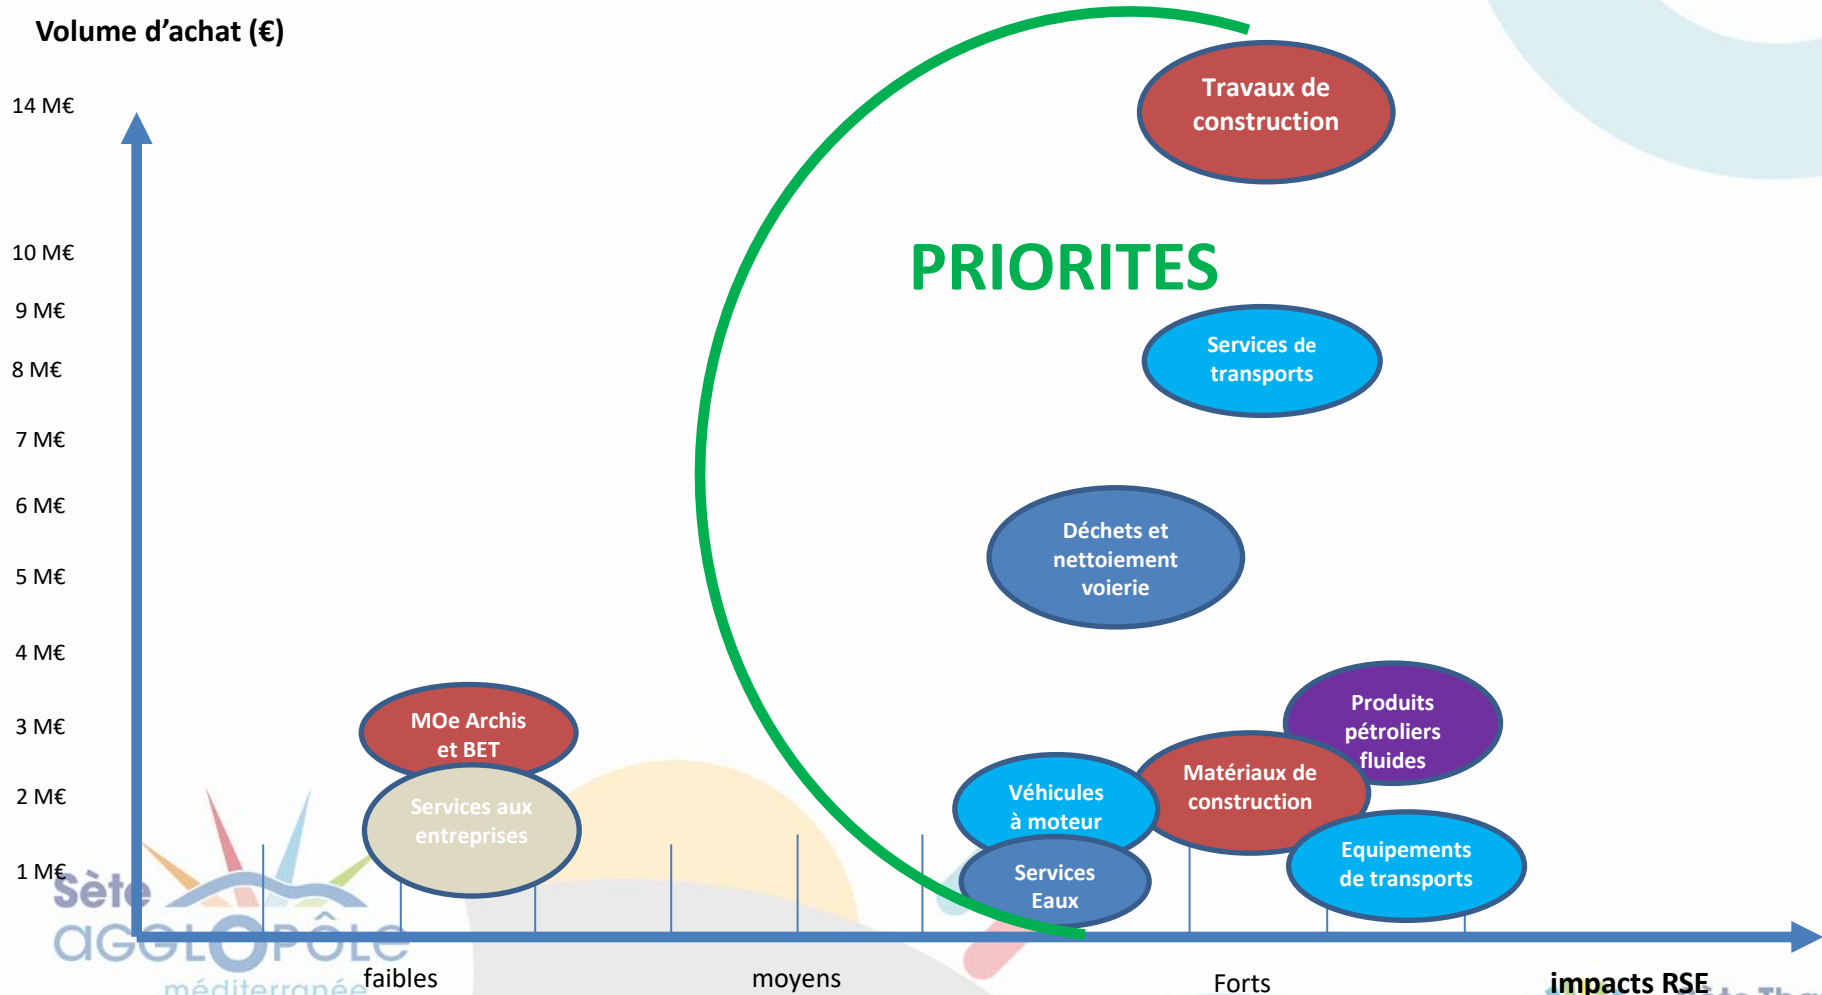 Volume d'achat (€)
14 M€
10 M€
9 M€
8 M€
7 M€
6 M€
5 M€
4 M€
3 M€
2 M€
1 M€
PRIORITES
Travaux de
construction
Services de
transports
Déchets et
nettoiement
voierie
Produits
pétroliers
fluides
MOe Archis
et BET
Services aux
entreprises
Véhicules
à moteur
Matériaux de
construction
Services
Eaux
Equipements
de transports
Sète
aGGLOPÔLE
méditerranée
faibles
moyens
Forts
impacts RSE